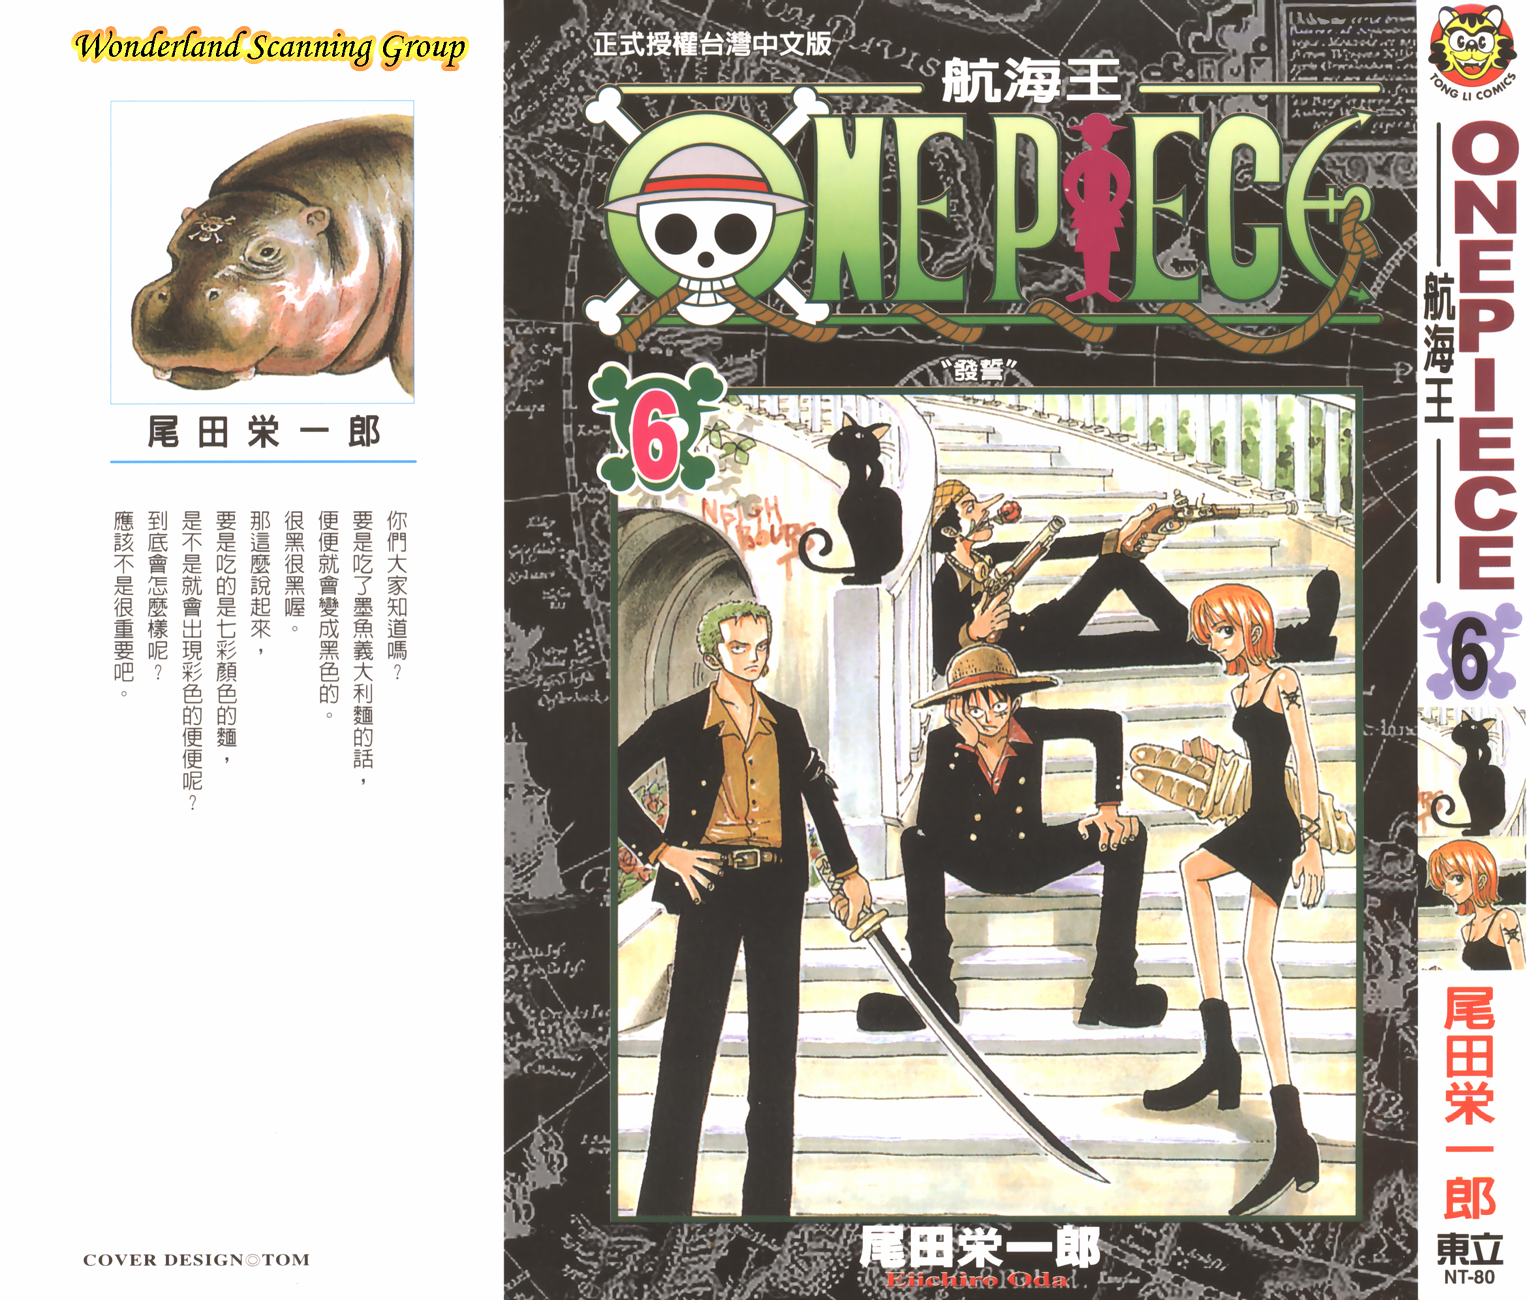 Wonderland Scanning Group
尾田栄一郎
你們大家知道嗎？
要是吃了墨魚義大利麵的話，
便便就會變成黑色的。
很黑很黑喔。
那這麼說起來，
要是吃的是七彩顏色的麵，
是不是就會出現彩色的便便呢？
到底會怎麼樣呢？
應該不是很重要吧。
COVER DESIGN◎TOM
正式授權台灣中文版
航海王
ONE PIECE
"發誓"
6
NEIGH
BOURS
尾田栄一郎
Eiichiro Oda
TONG LI COMICS
ONE PIECE
航海王
6
尾田栄一郎
東立
NT-80